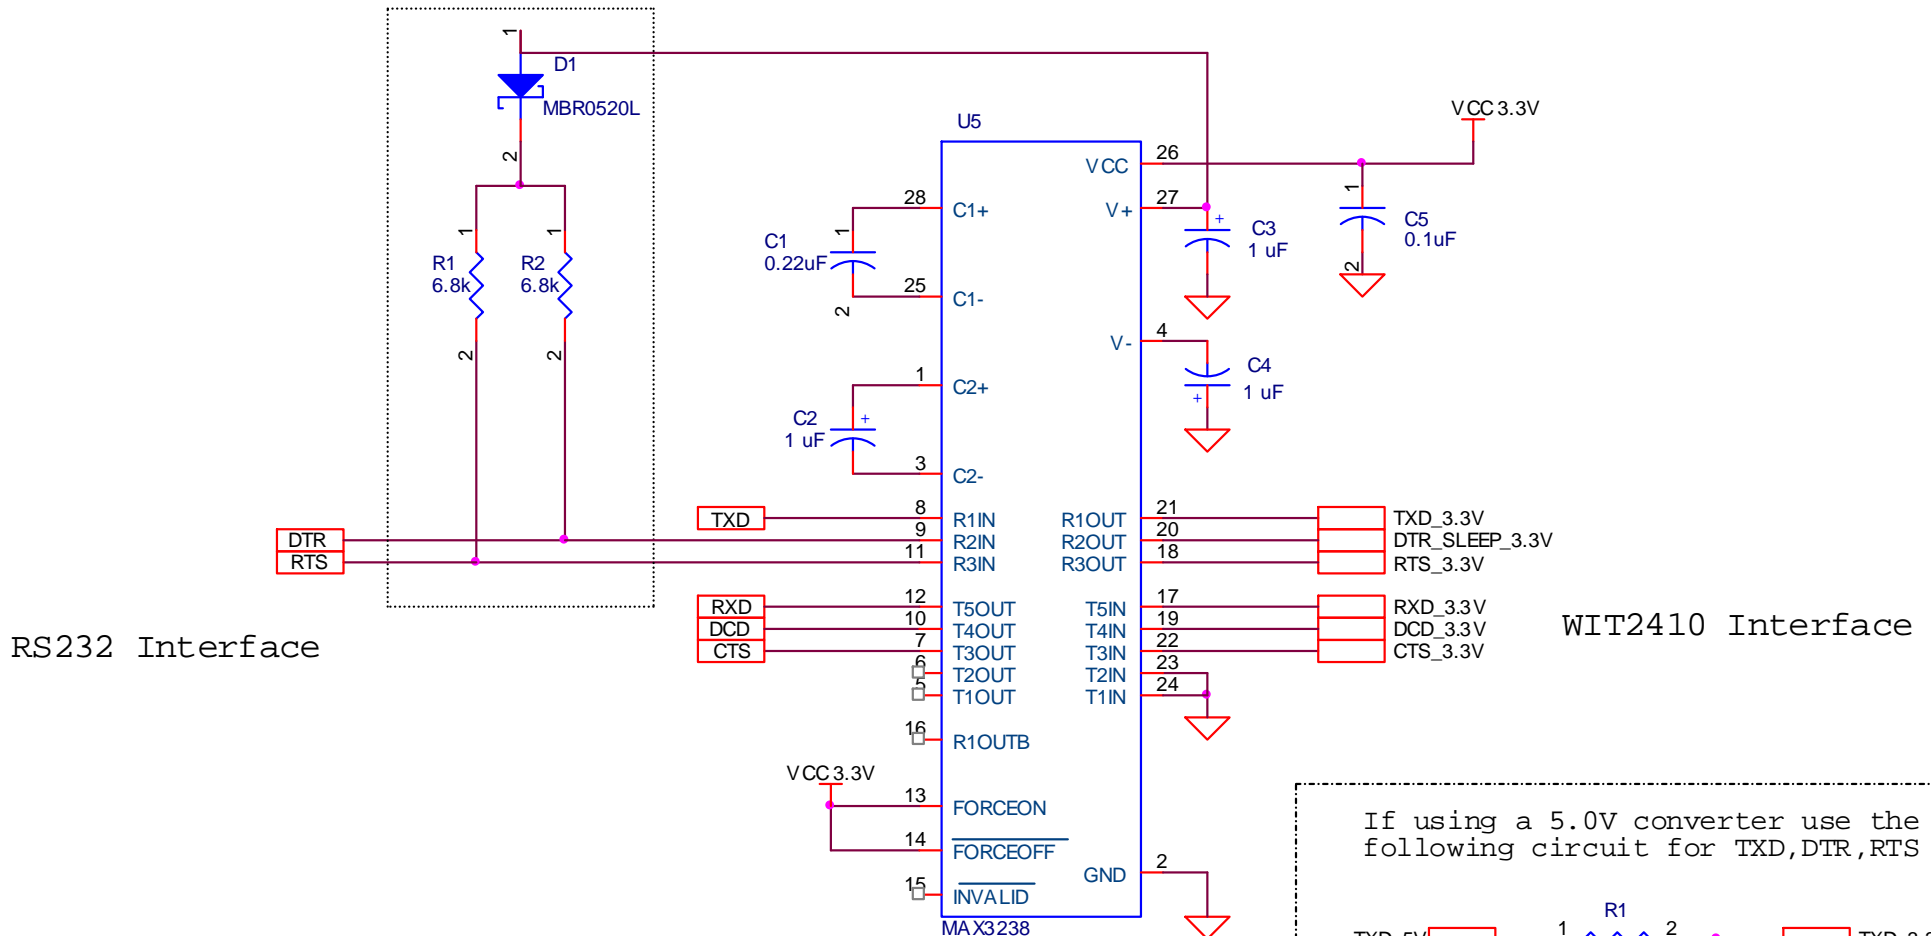 1
D1
MBR0520L
2
1
R1
6.8k
2
1
R2
6.8k
2
U5
VCC 3.3V
VCC 26
V+ 27
V- 4
28 C1+
25 C1-
1 C2+
3 C2-
1
C1
0.22uF
2
C2
1 uF
+
+
C3
1 uF
1
C5
0.1uF
2
C4
1 uF
+
DTR
RTS
TXD
8 R1IN R1OUT 21 TXD_3.3V
9 R2IN R2OUT 20 DTR_SLEEP_3.3V
11 R3IN R3OUT 18 RTS_3.3V
RXD 12 T5OUT T5IN 17 RXD_3.3V
DCD 10 T4OUT T4IN 19 DCD_3.3V
CTS 7 T3OUT T3IN 22 CTS_3.3V
6 T2OUT T2IN 23
5 T1OUT T1IN 24
16 R1OUTB
RS232 Interface
WIT2410 Interface
VCC 3.3V
13 FORCEON
14 FORCEOFF
15 INVALID
GND 2
MAX3238
If using a 5.0V converter use the
following circuit for TXD,DTR,RTS
R1
1 2